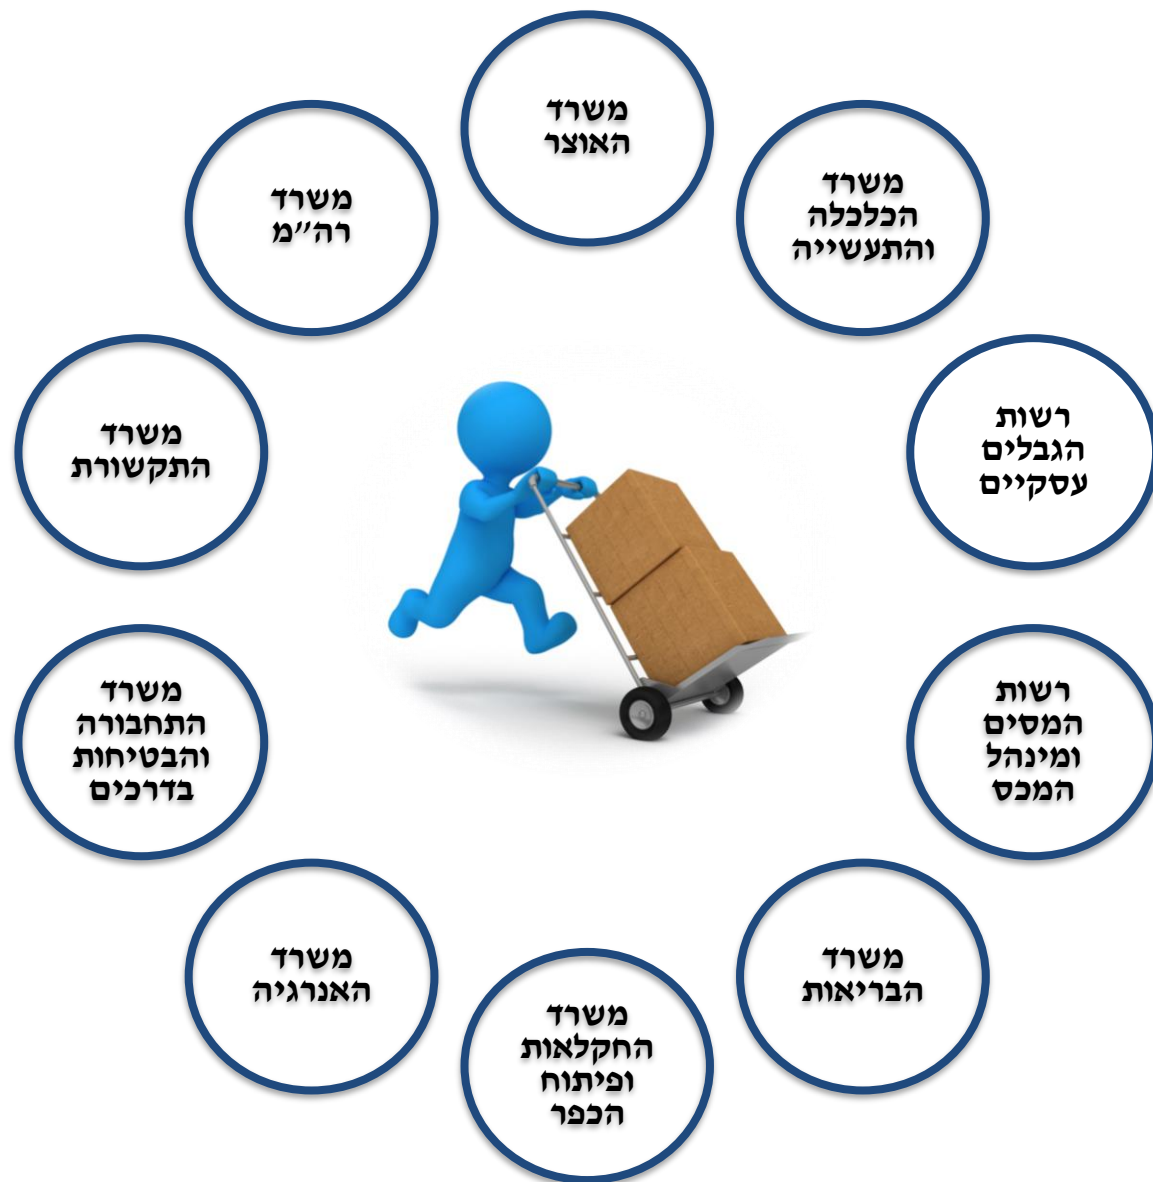 משרד
האוצר
משרד
הכלכלה
והתעשייה
רשות
הגבלים
עסקיים
רשות
המסים
ומינהל
המכס
משרד
הבריאות
משרד
החקלאות
ופיתוח
הכפר
משרד
האנרגיה
משרד
התחבורה
והבטיחות
בדרכים
משרד
התקשורת
משרד
רה״מ